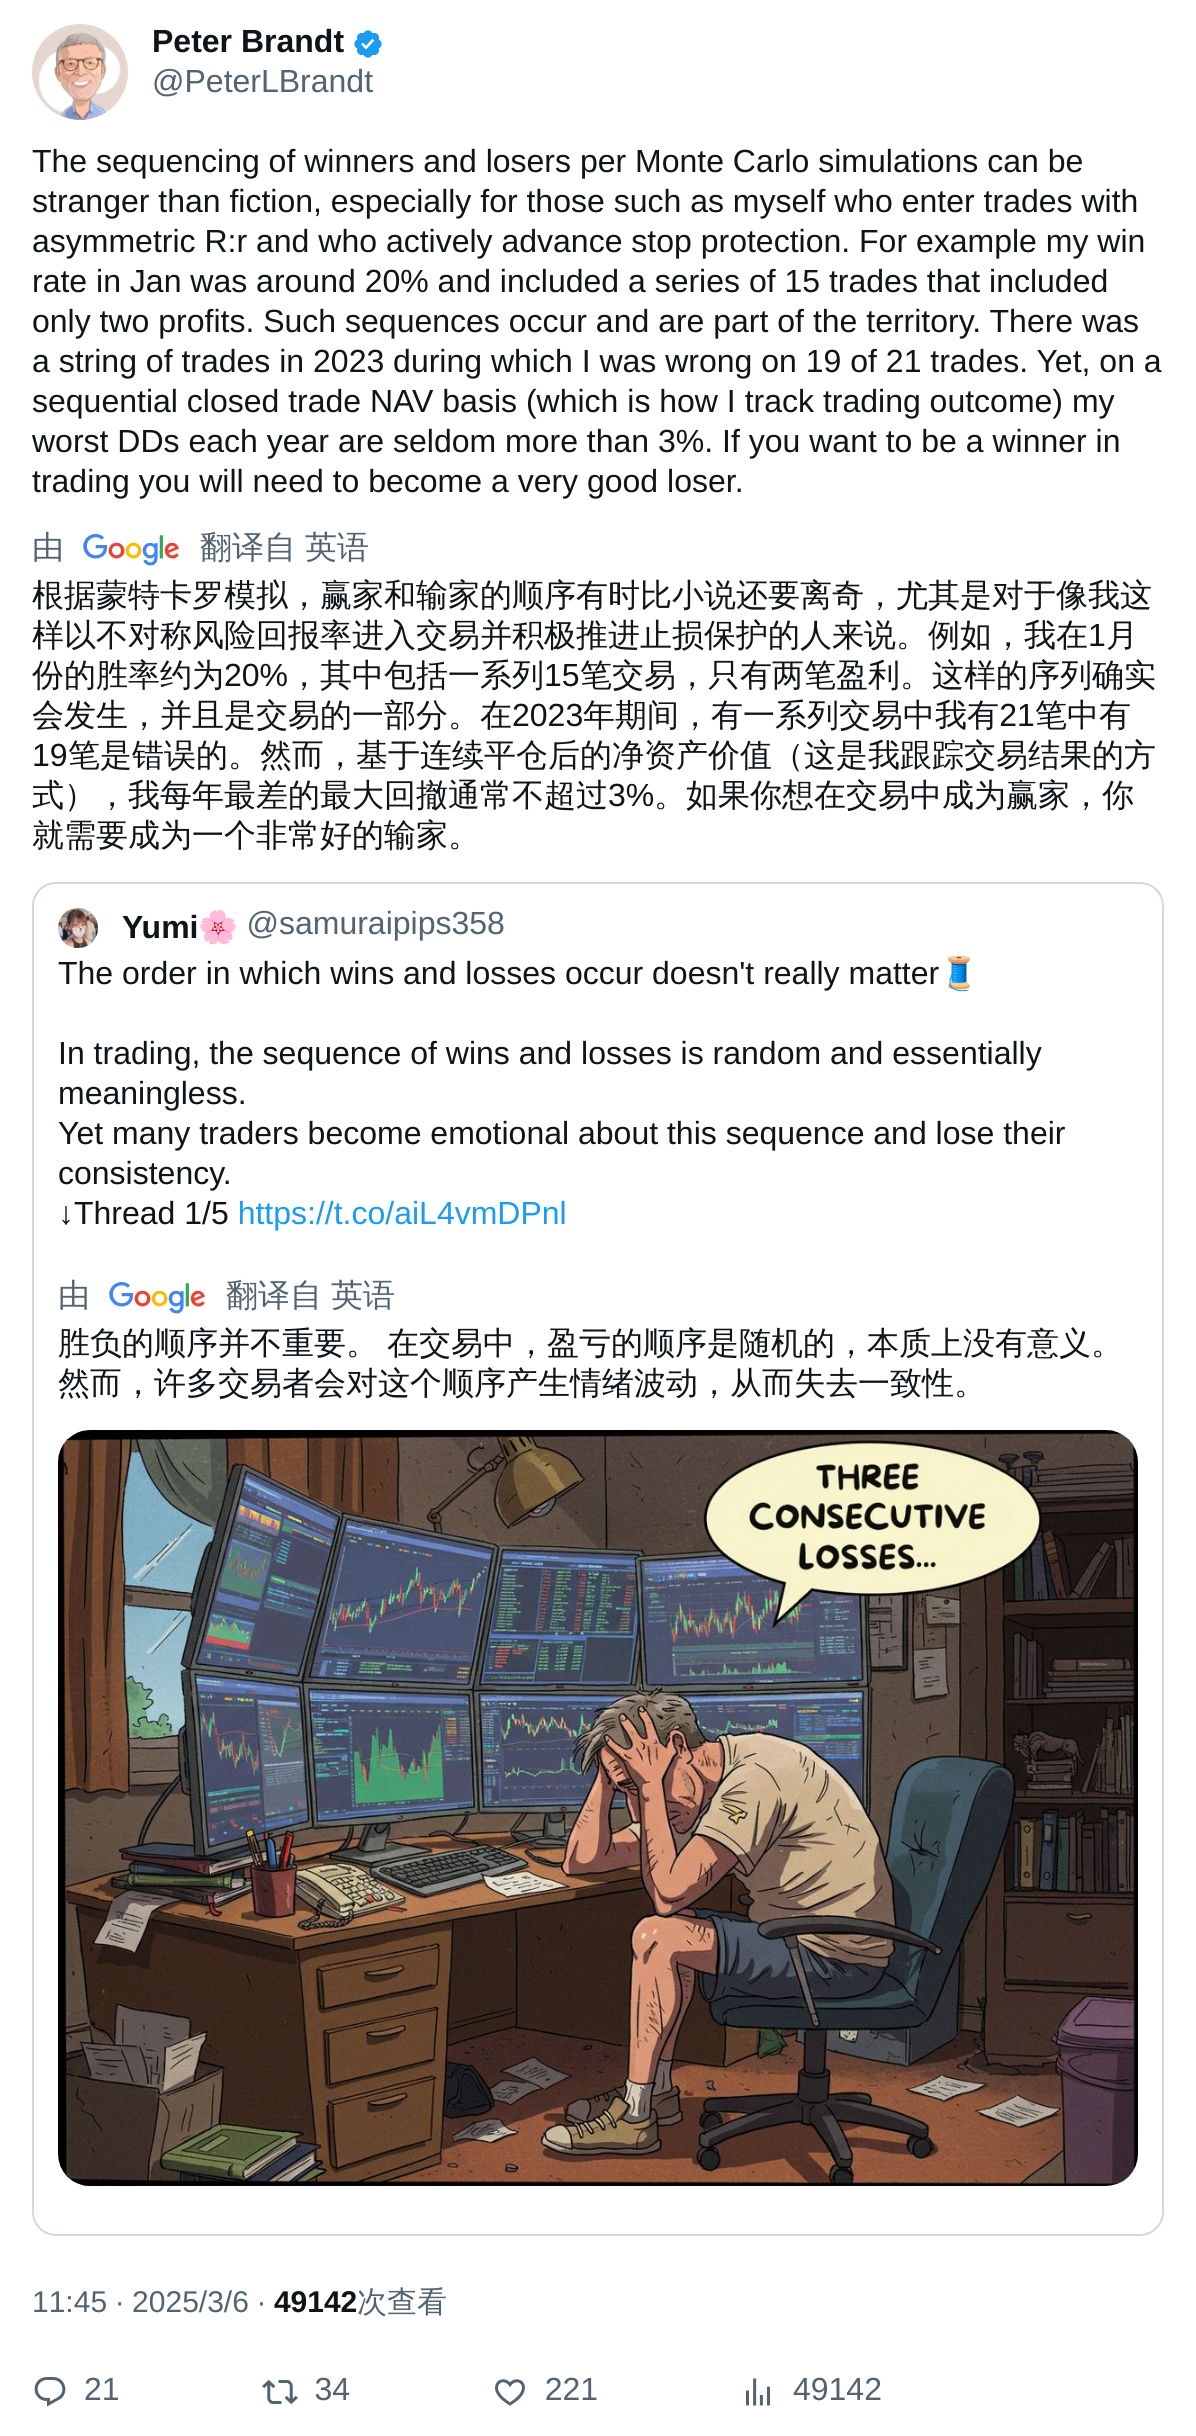 Peter Brandt
@PeterLBrandt
The sequencing of winners and losers per Monte Carlo simulations can be
stranger than fiction, especially for those such as myself who enter trades with
asymmetric R:r and who actively advance stop protection. For example my win
rate in Jan was around 20% and included a series of 15 trades that included
only two profits. Such sequences occur and are part of the territory. There was
a string of trades in 2023 during which I was wrong on 19 of 21 trades. Yet, on a
sequential closed trade NAV basis (which is how I track trading outcome) my
worst DDs each year are seldom more than 3%. If you want to be a winner in
trading you will need to become a very good loser.
由 Google 翻译自 英语
根据蒙特卡罗模拟，赢家和输家的顺序有时比小说还要离奇，尤其是对于像我这
样以不对称风险回报率进入交易并积极推进止损保护的人来说。例如，我在1月
份的胜率约为20%，其中包括一系列15笔交易，只有两笔盈利。这样的序列确实
会发生，并且是交易的一部分。在2023年期间，有一系列交易中我有21笔中有
19笔是错误的。然而，基于连续平仓后的净资产价值（这是我跟踪交易结果的方
式），我每年最差的最大回撤通常不超过3%。如果你想在交易中成为赢家，你
就需要成为一个非常好的输家。
Yumi🌸 @samuraipips358
The order in which wins and losses occur doesn't really matter🧵
In trading, the sequence of wins and losses is random and essentially
meaningless.
Yet many traders become emotional about this sequence and lose their
consistency.
↓Thread 1/5 https://t.co/aiL4vmDPnl
由 Google 翻译自 英语
胜负的顺序并不重要。 在交易中，盈亏的顺序是随机的，本质上没有意义。
然而，许多交易者会对这个顺序产生情绪波动，从而失去一致性。
THREE
CONSECUTIVE
LOSSES...
11:45 · 2025/3/6 · 49142次查看
21 34 221 49142